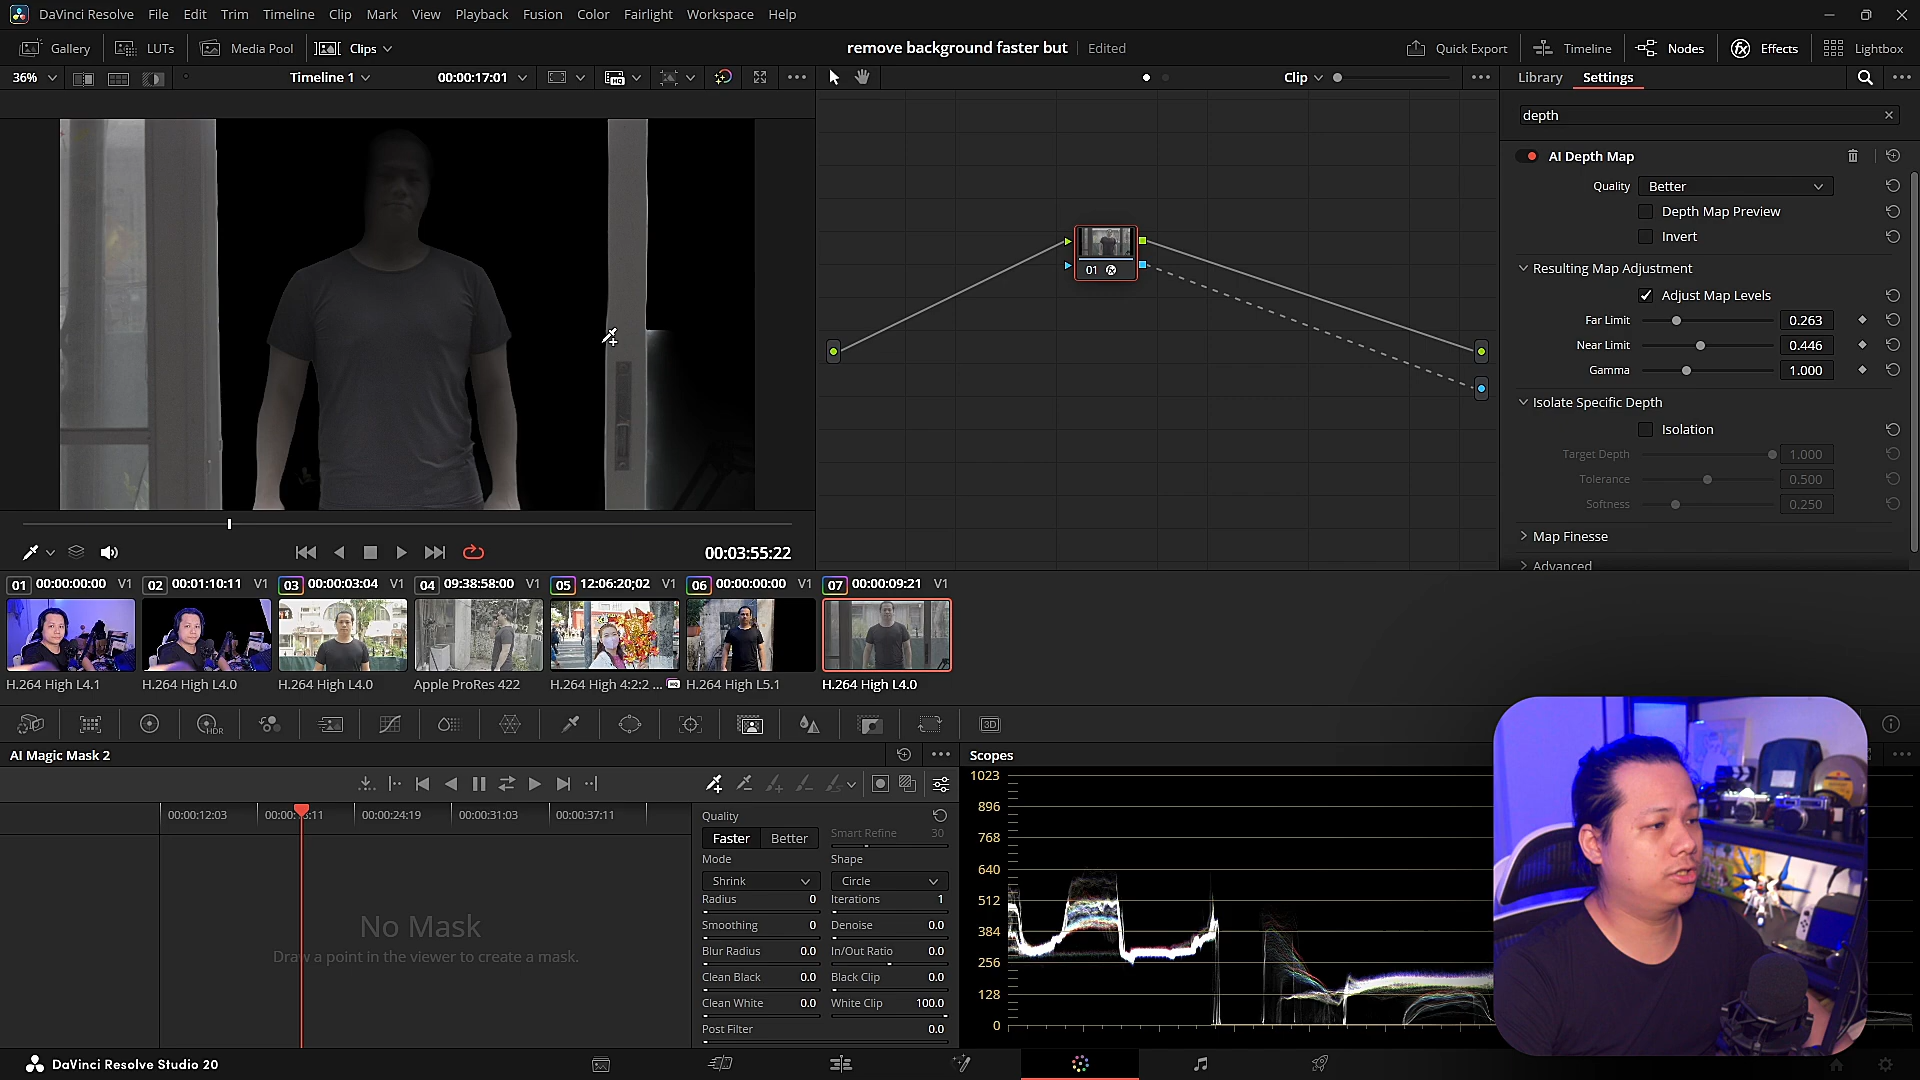 DaVinci Resolve File Edit Trim Timeline Clip Mark View Playback Fusion Color Fairlight Workspace Help
Gallery LUTs Media Pool Clips remove background faster but Edited Quick Export Timeline Nodes Effects Lightbox
36% Timeline 1 00:00:17:01 Clip Library Settings
depth
AI Depth Map
Quality Better
Depth Map Preview
Invert
Resulting Map Adjustment
Adjust Map Levels
Far Limit 0.263
Near Limit 0.446
Gamma 1.000
Isolate Specific Depth
Isolation
Target Depth 1.000
Tolerance 0.500
Softness 0.250
Map Finesse
Advanced
01
00:03:55:22
01 00:00:00:00 V1 02 00:01:10:11 V1 03 00:00:03:04 V1 04 09:38:58:00 V1 05 12:06:20;02 V1 06 00:00:00:00 V1 07 00:00:09:21 V1
H.264 High L4.1 H.264 High L4.0 H.264 High L4.0 Apple ProRes 422 H.264 High 4:2:2 ... H.264 High L5.1 H.264 High L4.0
HDR
3D
AI Magic Mask 2 Scopes
00:00:12:03 00:00:24:19 00:00:31:03 00:00:37:11
No Mask
Draw a point in the viewer to create a mask.
Quality
Faster Better Smart Refine 30
Mode Shape
Shrink Circle
Radius 0 Iterations 1
Smoothing 0 Denoise 0.0
Blur Radius 0.0 In/Out Ratio 0.0
Clean Black 0.0 Black Clip 0.0
Clean White 0.0 White Clip 100.0
Post Filter 0.0
1023
896
768
640
512
384
256
128
0
DaVinci Resolve Studio 20